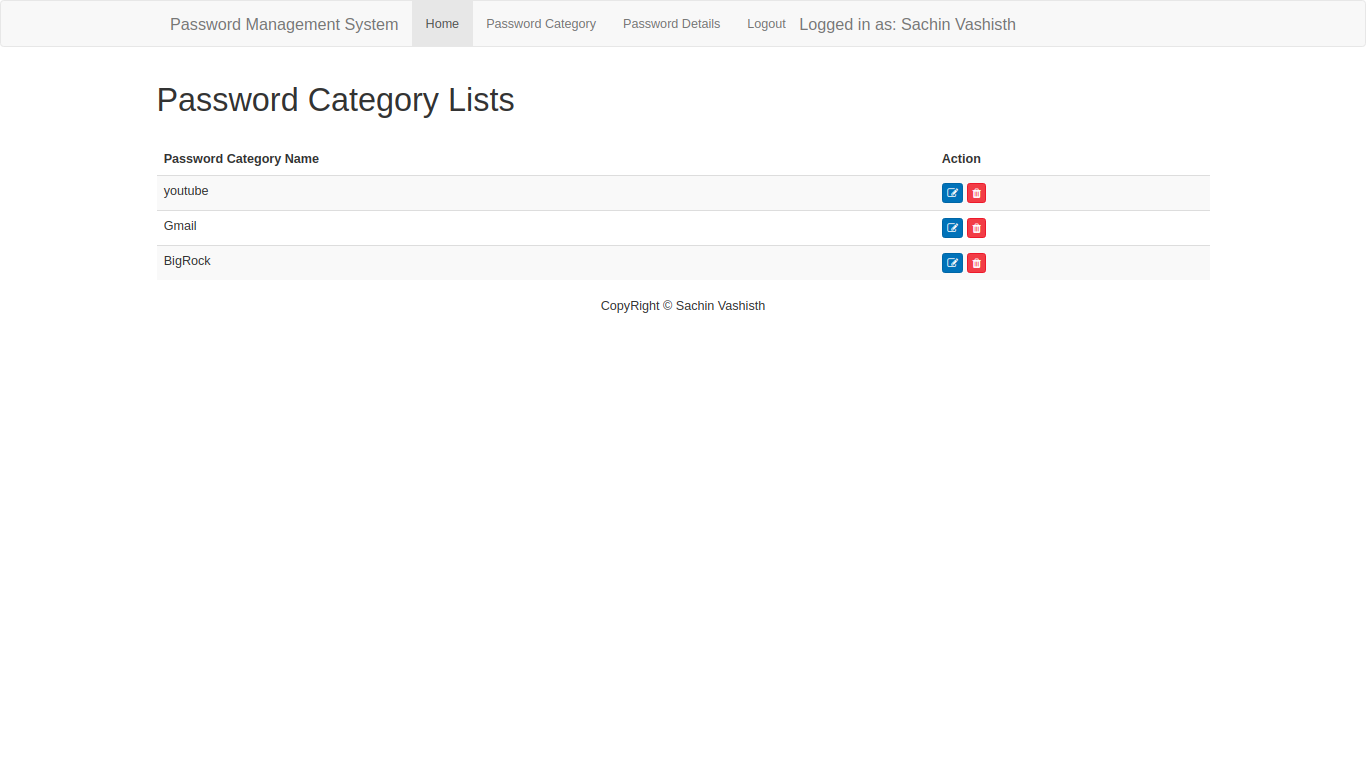 Password Management System Home Password Category Password Details Logout Logged in as: Sachin Vashisth
Password Category Lists
Password Category Name Action
youtube
Gmail
BigRock
CopyRight © Sachin Vashisth